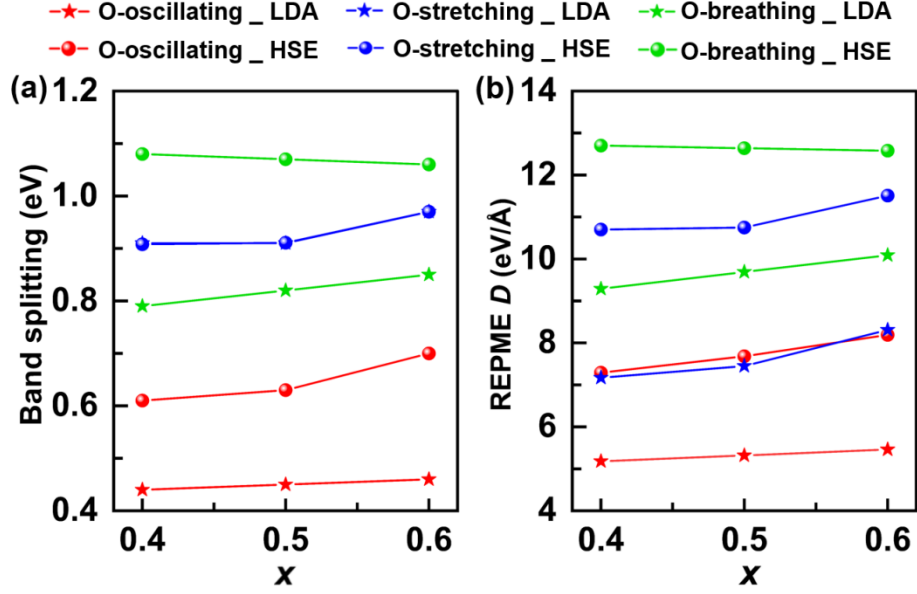 O-oscillating _ LDA O-stretching _ LDA O-breathing _ LDA
O-oscillating _ HSE O-stretching _ HSE O-breathing _ HSE
(a)
1.2
1.0
0.8
0.6
0.4
Band splitting (eV)
0.4 0.5 0.6
x
(b)
14
12
10
8
6
4
REPME D (eV/Å)
0.4 0.5 0.6
x